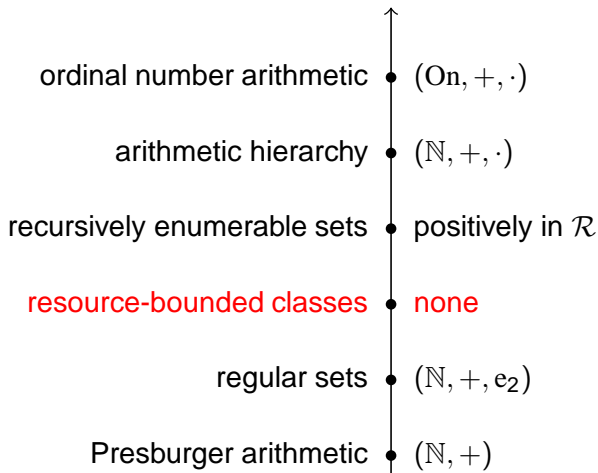 ordinal number arithmetic (On, +, ·)
arithmetic hierarchy (ℕ, +, ·)
recursively enumerable sets positively in ℛ
resource-bounded classes none
regular sets (ℕ, +, e₂)
Presburger arithmetic (ℕ, +)